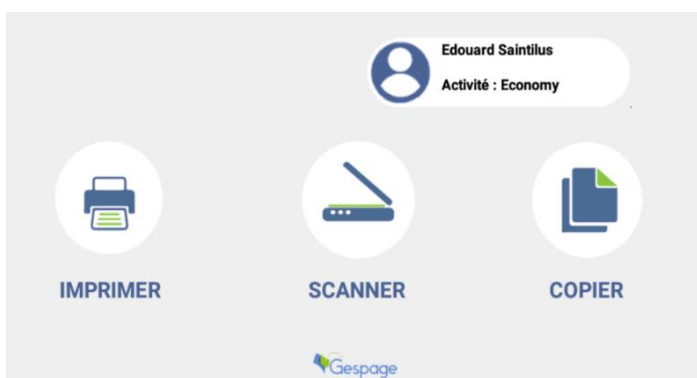 Edouard Saintilus
Activité : Economy
IMPRIMER
SCANNER
COPIER
Gespage